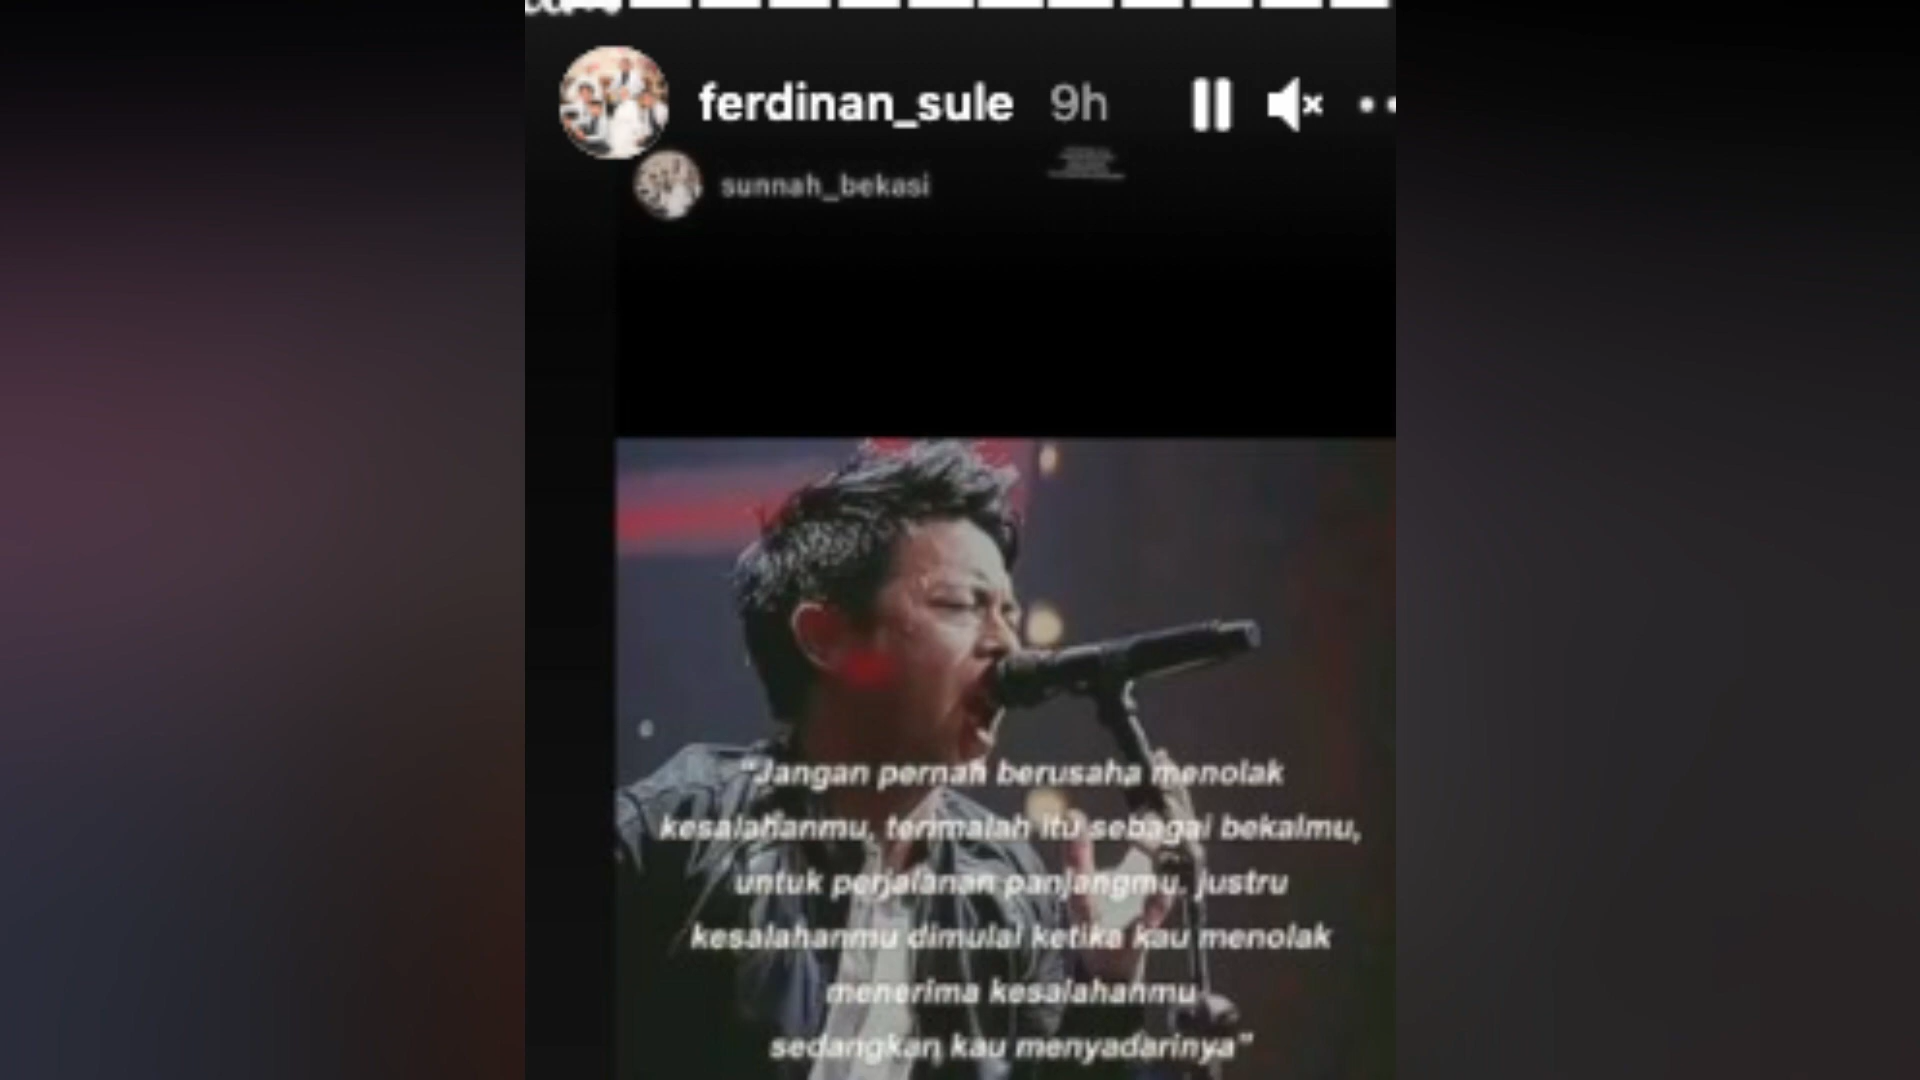 ferdinan_sule 9h
sunnah_bekasi
"Jangan pernah berusaha menolak
kesalahanmu, terimalah itu sebagai bekalmu,
untuk perjalanan panjangmu. justru
kesalahanmu dimulai ketika kau menolak
menerima kesalahanmu
sedangkan kau menyadarinya"